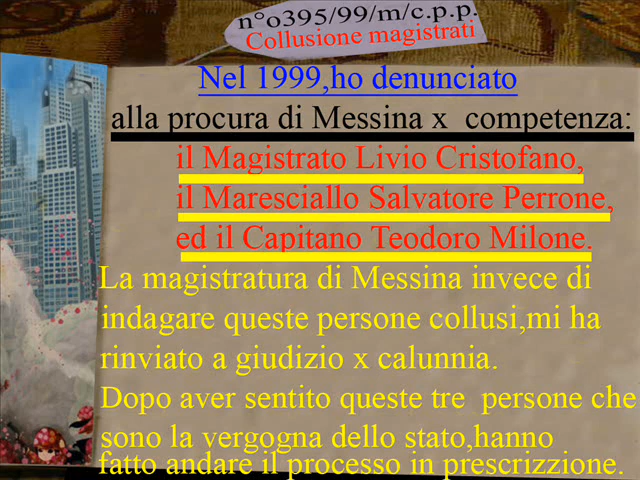 n°o395/99/m/c.p.p.
Collusione magistrati
Nel 1999,ho denunciato
alla procura di Messina x competenza:
il Magistrato Livio Cristofano,
il Maresciallo Salvatore Perrone,
ed il Capitano Teodoro Milone.
La magistratura di Messina invece di
indagare queste persone collusi,mi ha
rinviato a giudizio x calunnia.
Dopo aver sentito queste tre persone che
sono la vergogna dello stato,hanno
fatto andare il processo in prescrizzione.